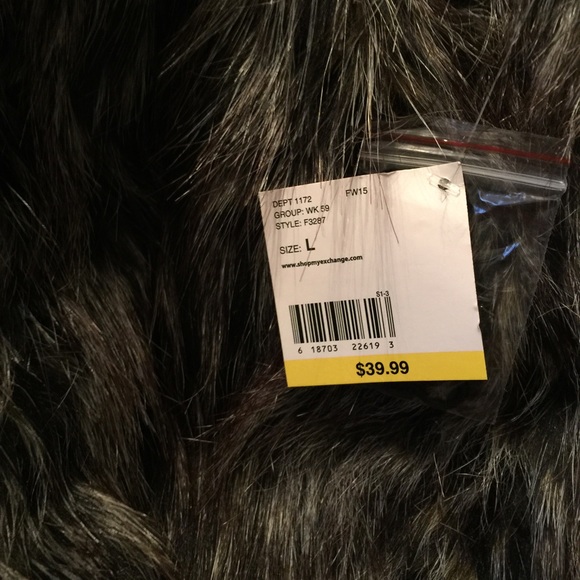 DEPT 1172 FW15
GROUP: WK 59
STYLE: F3287
SIZE: L
www.shopmyexchange.com
S1-3
6 18703 22619 3
$39.99